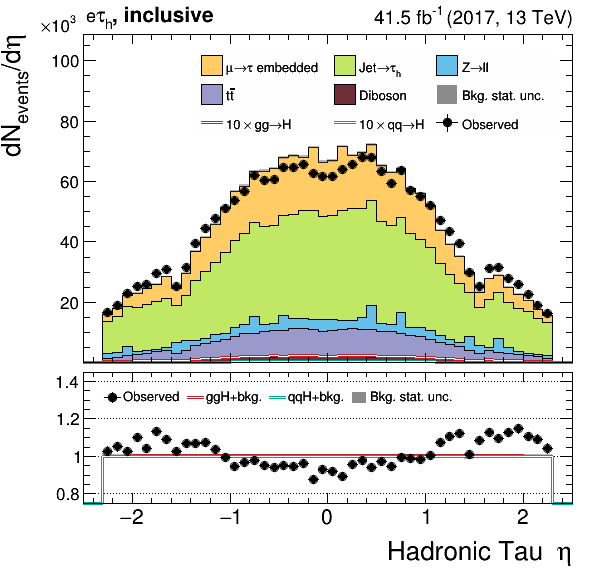 ×10³ eτₕ, inclusive 41.5 fb⁻¹ (2017, 13 TeV)
dN_events/dη
μ→τ embedded Jet→τₕ Z→ll
tt̄ Diboson Bkg. stat. unc.
10 × gg→H 10 × qq→H Observed
100
80
60
40
20
Observed ggH+bkg. qqH+bkg. Bkg. stat. unc.
1.4
1.2
1
0.8
−2 −1 0 1 2
Hadronic Tau η